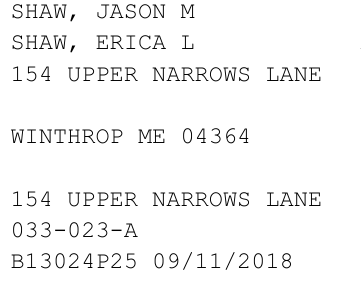 SHAW, JASON M
SHAW, ERICA L
154 UPPER NARROWS LANE
WINTHROP ME 04364
154 UPPER NARROWS LANE
033-023-A
B13024P25 09/11/2018